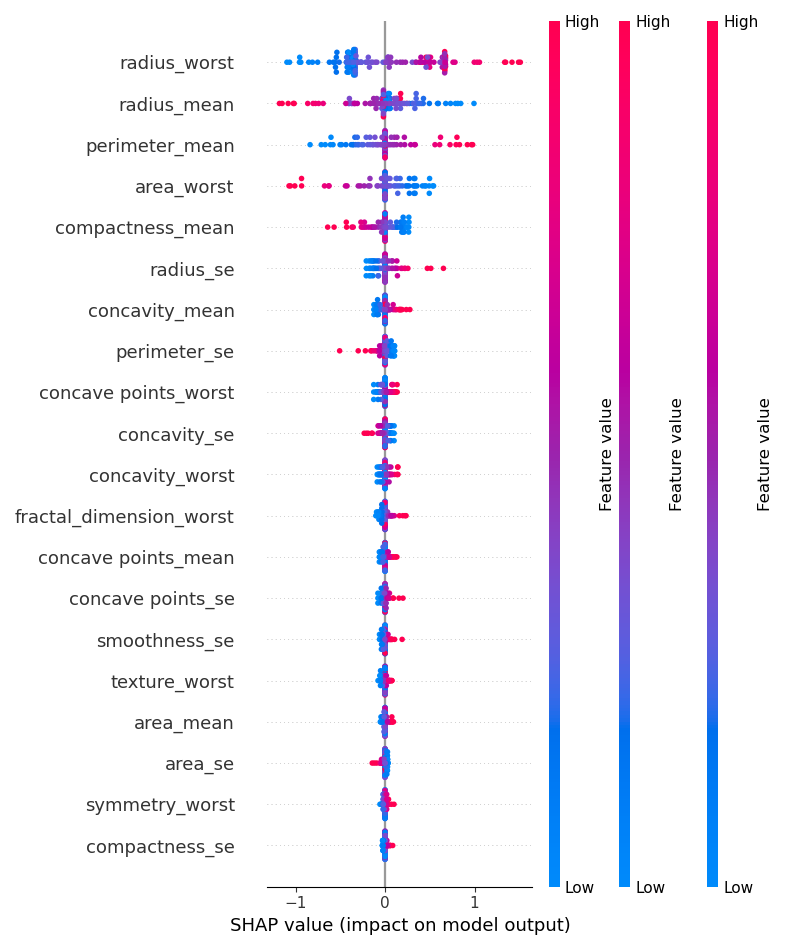 High
High
High
radius_worst
radius_mean
perimeter_mean
area_worst
compactness_mean
radius_se
concavity_mean
perimeter_se
concave points_worst
concavity_se
concavity_worst
fractal_dimension_worst
concave points_mean
concave points_se
smoothness_se
texture_worst
area_mean
area_se
symmetry_worst
compactness_se
Feature value
Feature value
Feature value
Low
Low
Low
−1
0
1
SHAP value (impact on model output)